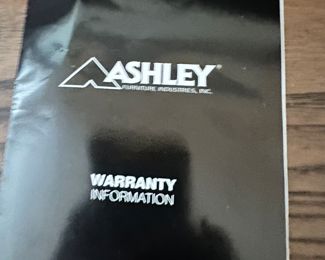 ASHLEY®
FURNITURE INDUSTRIES, INC.
WARRANTY
INFORMATION